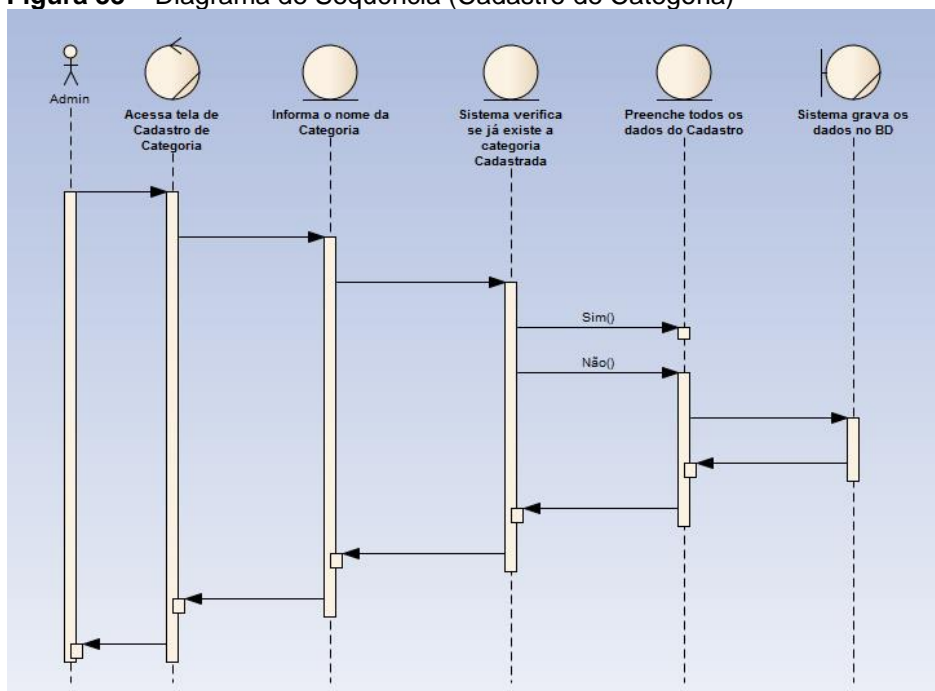 Diagrama de Sequência (Cadastro de Categoria)
Admin
Acessa tela de
Cadastro de
Categoria
Informa o nome da
Categoria
Sistema verifica
se já existe a
categoria
Cadastrada
Preenche todos os
dados do Cadastro
Sistema grava os
dados no BD
Sim()
Não()